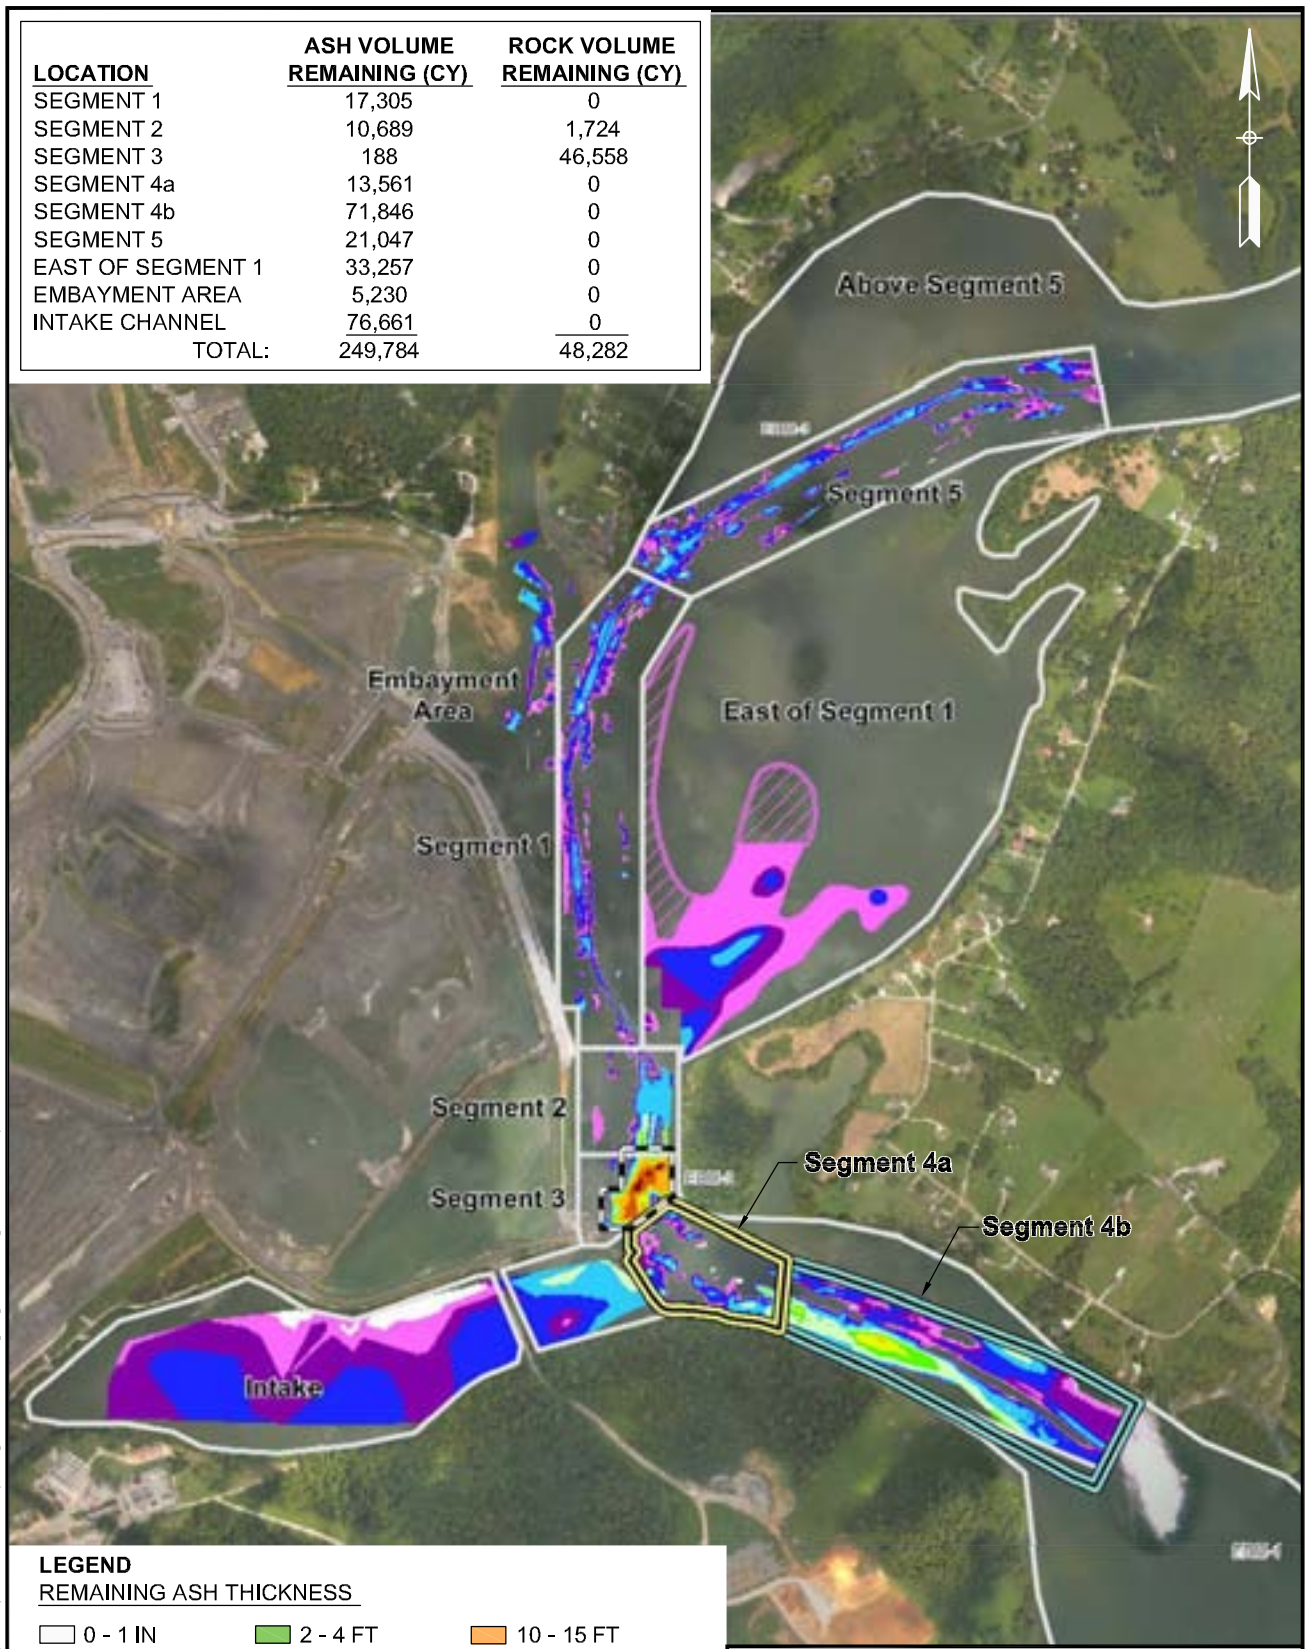 LOCATION ASH VOLUME REMAINING (CY) ROCK VOLUME REMAINING (CY)
SEGMENT 1 17,305 0
SEGMENT 2 10,689 1,724
SEGMENT 3 188 46,558
SEGMENT 4a 13,561 0
SEGMENT 4b 71,846 0
SEGMENT 5 21,047 0
EAST OF SEGMENT 1 33,257 0
EMBAYMENT AREA 5,230 0
INTAKE CHANNEL 76,661 0
TOTAL: 249,784 48,282
Above Segment 5
Segment 5
Embayment
Area
East of Segment 1
Segment 1
Segment 2
Segment 3
Segment 4a
Segment 4b
Intake
LEGEND
REMAINING ASH THICKNESS
0 - 1 IN 2 - 4 FT 10 - 15 FT